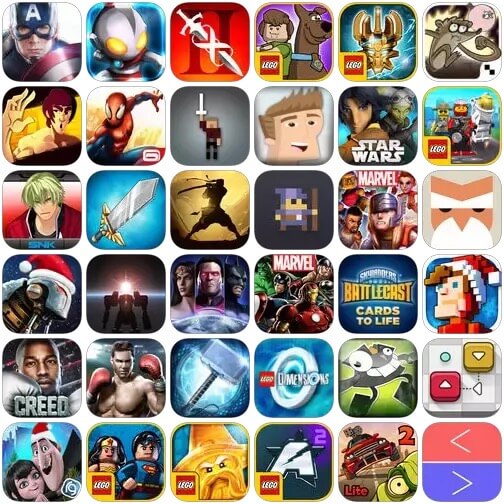 II
LEGO
LEGO
STAR
WARS
LEGO
SNK
MARVEL
MARVEL
SKYLANDERS
BATTLECAST
CARDS
TO LIFE
CREED
LEGO DIMENSIONS
LEGO
LEGO
LEGO
2
2
Lite